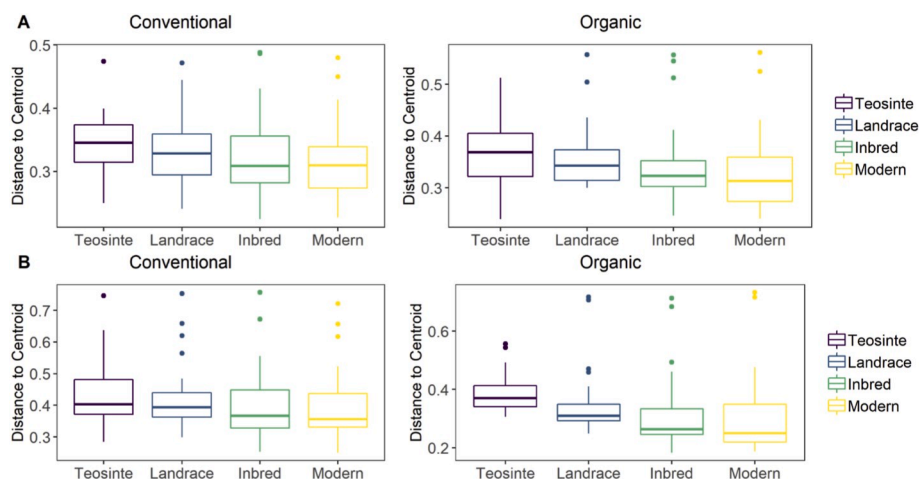 A
Conventional
Organic
Distance to Centroid
0.5
0.4
0.3
Teosinte Landrace Inbred Modern
Distance to Centroid
0.5
0.4
0.3
Teosinte Landrace Inbred Modern
Teosinte
Landrace
Inbred
Modern
B
Conventional
Organic
Distance to Centroid
0.7
0.6
0.5
0.4
0.3
Teosinte Landrace Inbred Modern
Distance to Centroid
0.6
0.4
0.2
Teosinte Landrace Inbred Modern
Teosinte
Landrace
Inbred
Modern